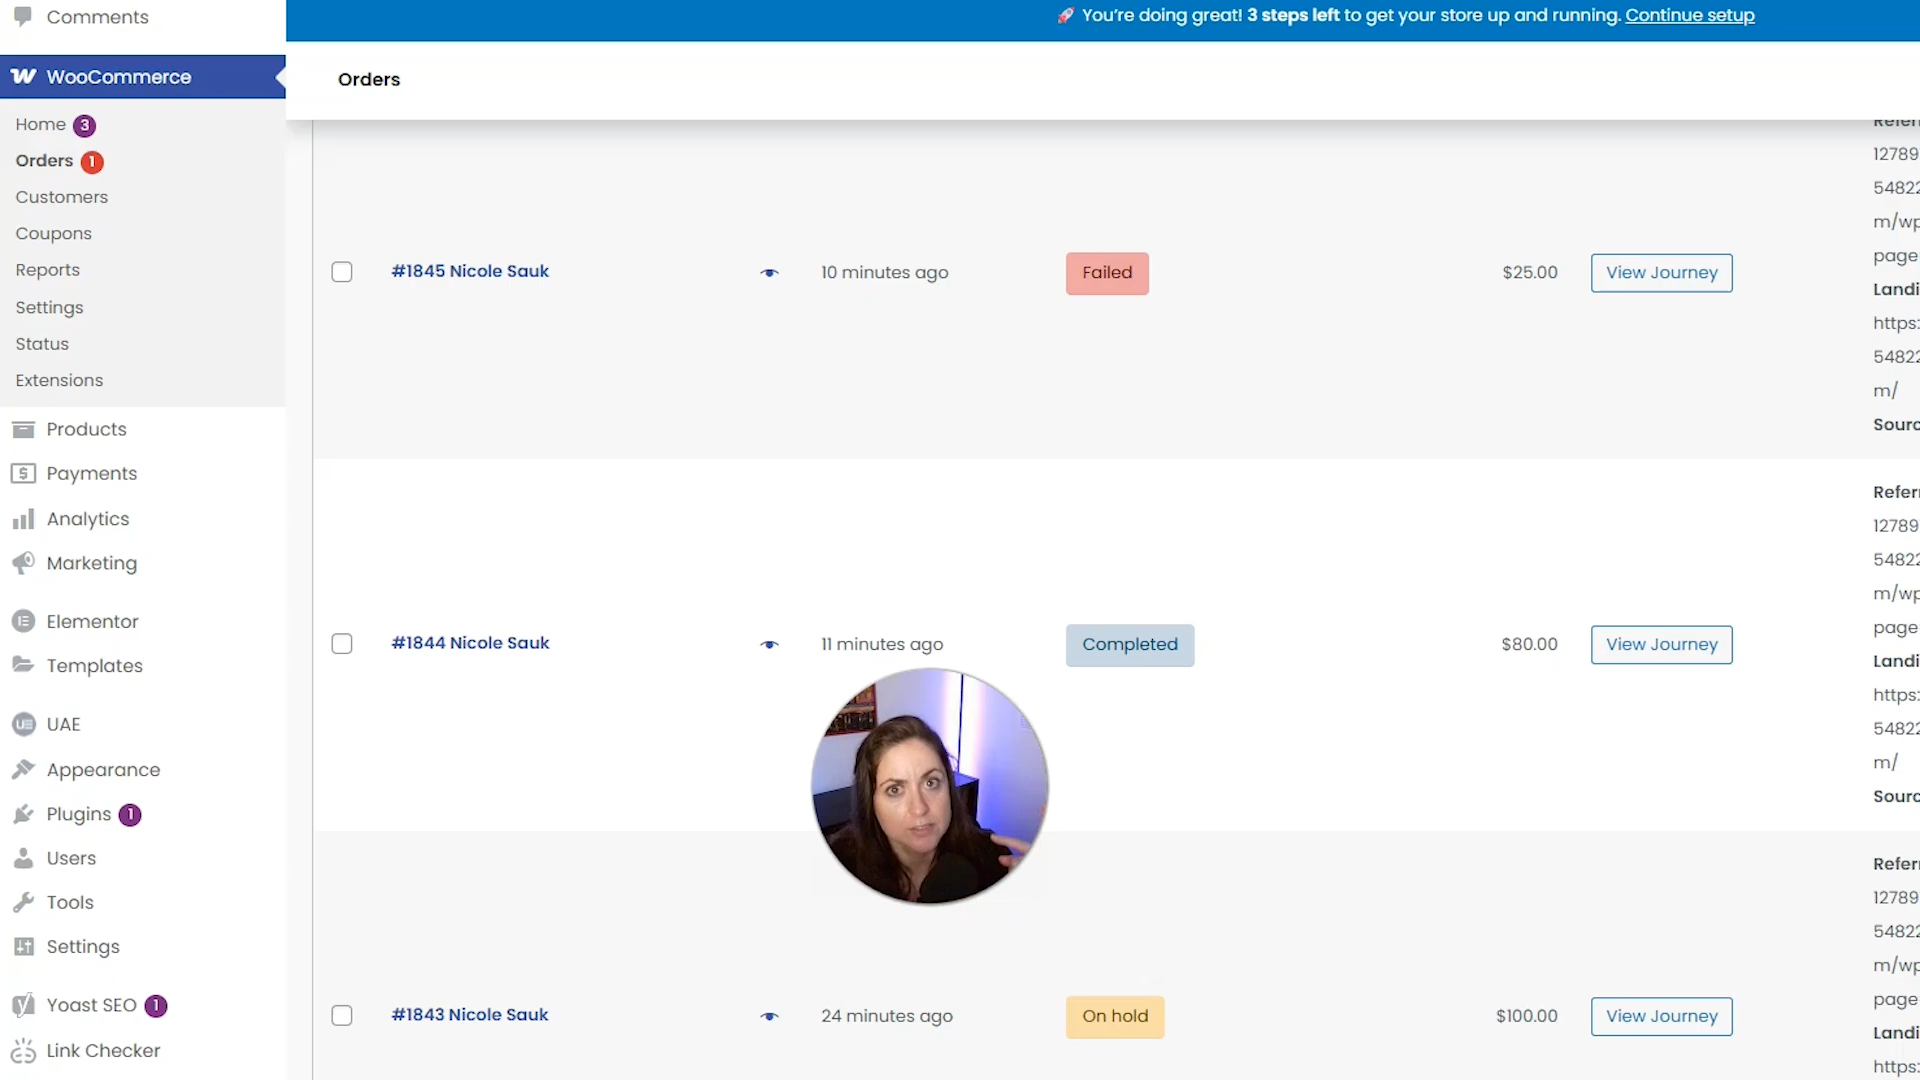 Comments
WooCommerce
Home 3
Orders 1
Customers
Coupons
Reports
Settings
Status
Extensions
Products
Payments
Analytics
Marketing
Elementor
Templates
UAE
Appearance
Plugins 1
Users
Tools
Settings
Yoast SEO 1
Link Checker
🚀 You're doing great! 3 steps left to get your store up and running. Continue setup
Orders
#1845 Nicole Sauk 10 minutes ago Failed $25.00 View Journey
12789
54822
m/wp
page
Landi
https:
54822
m/
Sourc
#1844 Nicole Sauk 11 minutes ago Completed $80.00 View Journey
Referr
12789
54822
m/wp
page
Landi
https:
54822
m/
Sourc
#1843 Nicole Sauk 24 minutes ago On hold $100.00 View Journey
Referr
12789
54822
m/wp
page
Landi
https: